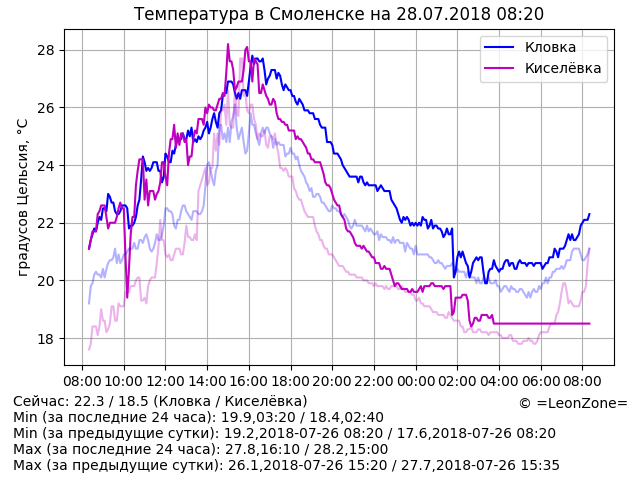 Температура в Смоленске на 28.07.2018 08:20
Кловка
Киселёвка
градусов Цельсия, °C
28
26
24
22
20
18
08:00 10:00 12:00 14:00 16:00 18:00 20:00 22:00 00:00 02:00 04:00 06:00 08:00
Сейчас: 22.3 / 18.5 (Кловка / Киселёвка)
© =LeonZone=
Min (за последние 24 часа): 19.9,03:20 / 18.4,02:40
Min (за предыдущие сутки): 19.2,2018-07-26 08:20 / 17.6,2018-07-26 08:20
Max (за последние 24 часа): 27.8,16:10 / 28.2,15:00
Max (за предыдущие сутки): 26.1,2018-07-26 15:20 / 27.7,2018-07-26 15:35